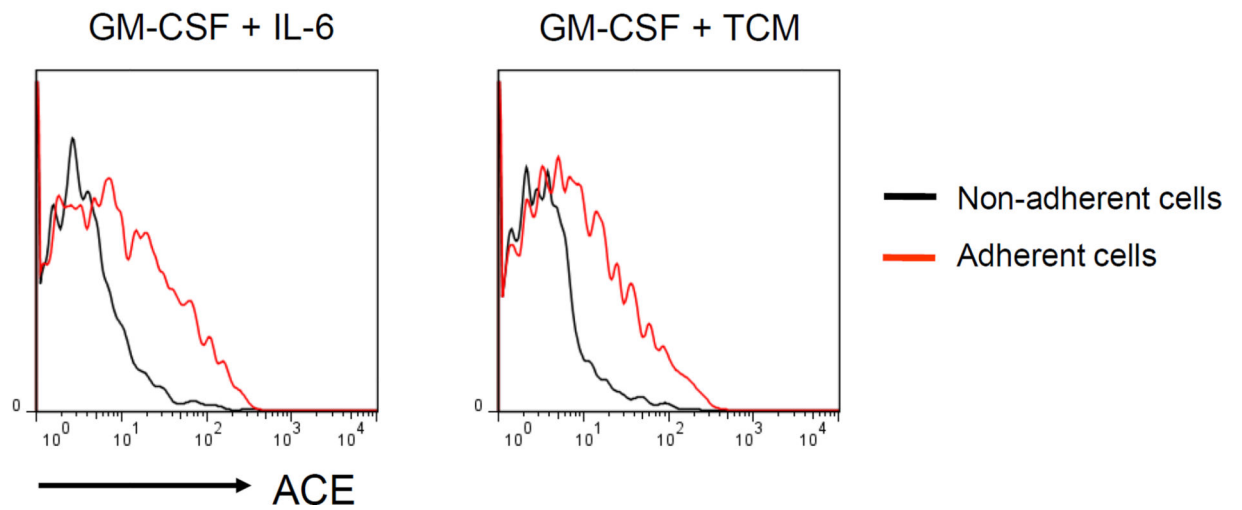 GM-CSF + IL-6
GM-CSF + TCM
Non-adherent cells
Adherent cells
0
10⁰ 10¹ 10² 10³ 10⁴
0
10⁰ 10¹ 10² 10³ 10⁴
ACE